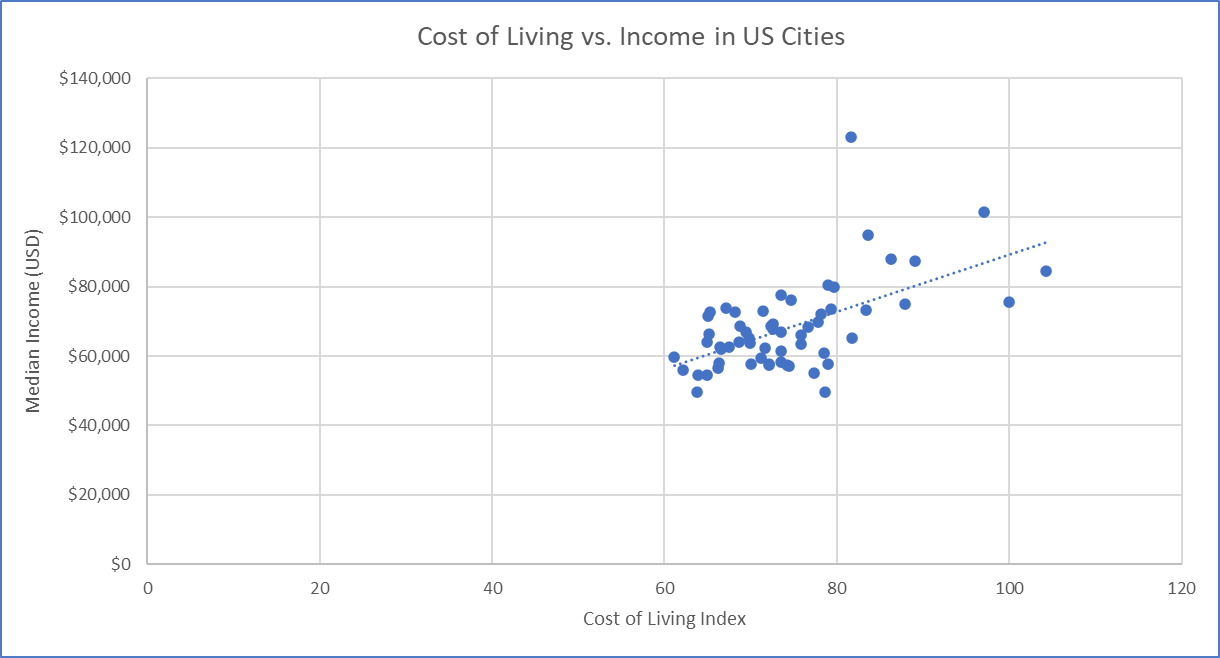 Cost of Living vs. Income in US Cities
$140,000
$120,000
$100,000
$80,000
$60,000
$40,000
$20,000
$0
Median Income (USD)
0 20 40 60 80 100 120
Cost of Living Index